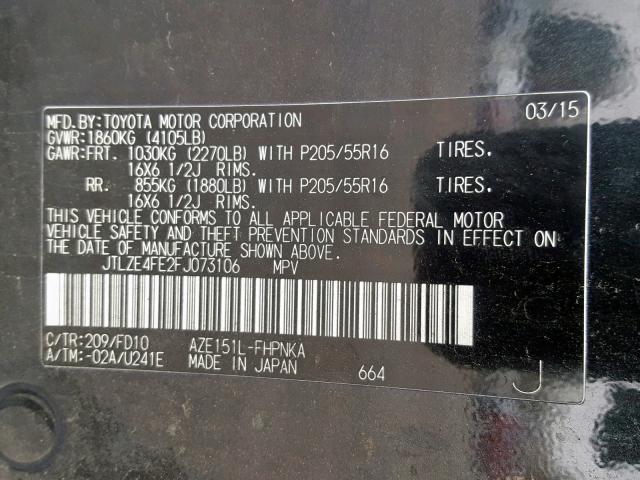 MFD.BY:TOYOTA MOTOR CORPORATION 03/15
GVWR:1860KG (4105LB)
GAWR:FRT. 1030KG (2270LB) WITH P205/55R16 TIRES.
16X6 1/2J RIMS.
RR. 855KG (1880LB) WITH P205/55R16 TIRES.
16X6 1/2J RIMS.
THIS VEHICLE CONFORMS TO ALL APPLICABLE FEDERAL MOTOR
VEHICLE SAFETY AND THEFT PREVENTION STANDARDS IN EFFECT ON
THE DATE OF MANUFACTURE SHOWN ABOVE.
JTLZE4FE2FJ073106 MPV
C/TR:209/FD10 AZE151L-FHPNKA
A/TM:-02A/U241E MADE IN JAPAN 664 J